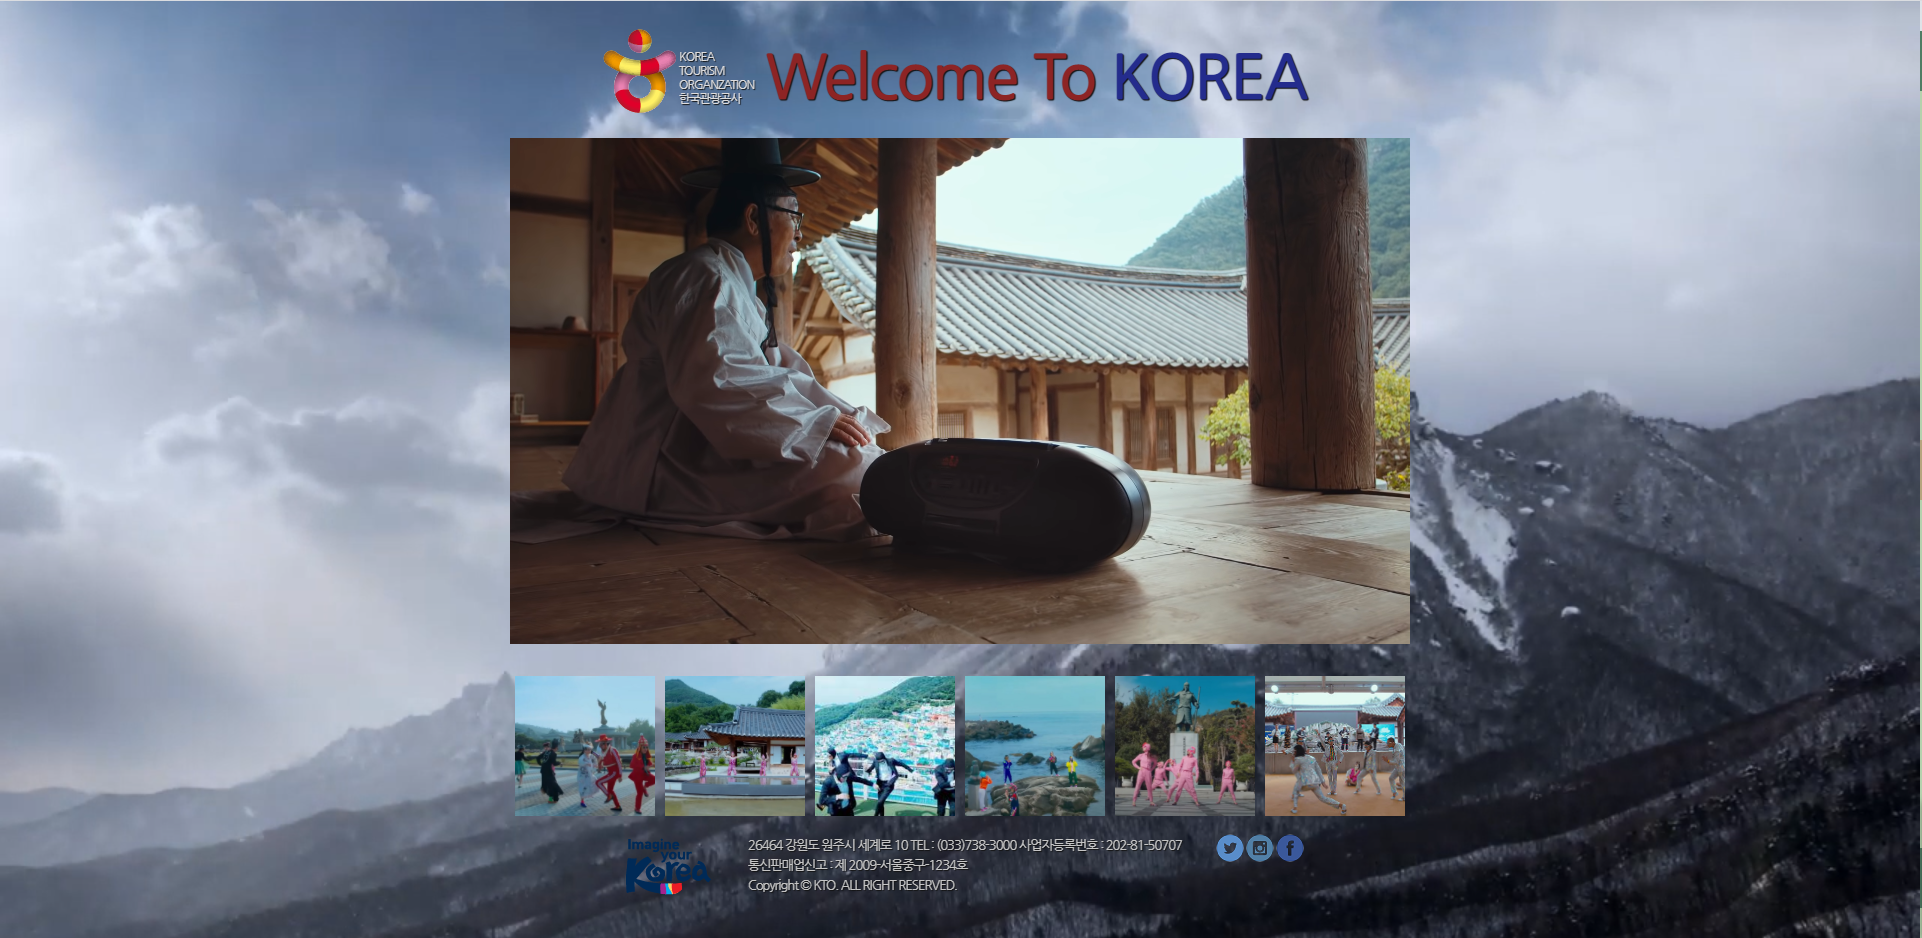 KOREA
TOURISM
ORGANZATION
한국관광공사
Welcome To KOREA
Imagine
your
Korea
26464 강원도 원주시 세계로 10 TEL : (033)738-3000 사업자등록번호 : 202-81-50707
통신판매업신고 : 제 2009-서울중구-1234호
Copyright © KTO. ALL RIGHT RESERVED.